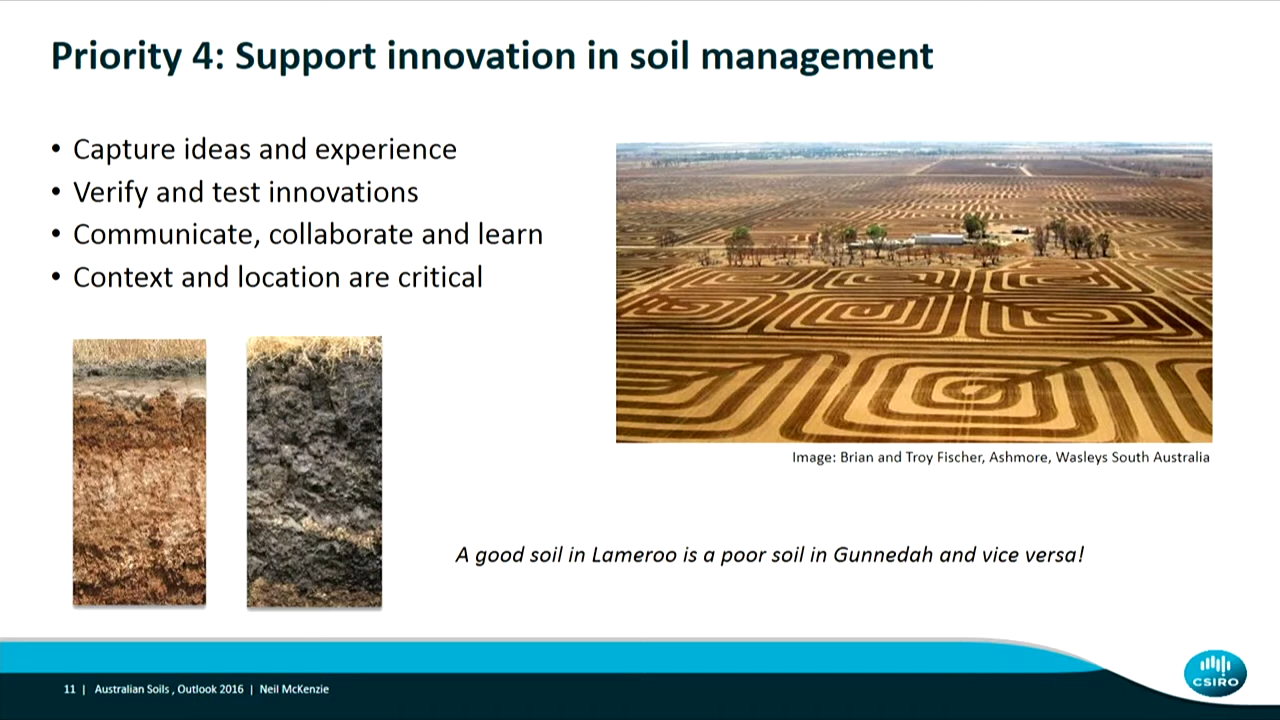 Priority 4: Support innovation in soil management
• Capture ideas and experience
• Verify and test innovations
• Communicate, collaborate and learn
• Context and location are critical
Image: Brian and Troy Fischer, Ashmore, Wasleys South Australia
A good soil in Lameroo is a poor soil in Gunnedah and vice versa!
11 | Australian Soils , Outlook 2016 | Neil McKenzie
CSIRO